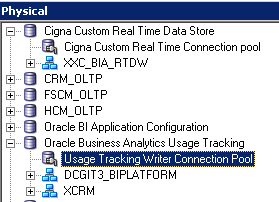 Physical
Cigna Custom Real Time Data Store
Cigna Custom Real Time Connection pool
XXC_BIA_RTDW
CRM_OLTP
FSCM_OLTP
HCM_OLTP
Oracle BI Application Configuration
Oracle Business Analytics Usage Tracking
Usage Tracking Writer Connection Pool
DCGIT3_BIPLATFORM
XCRM